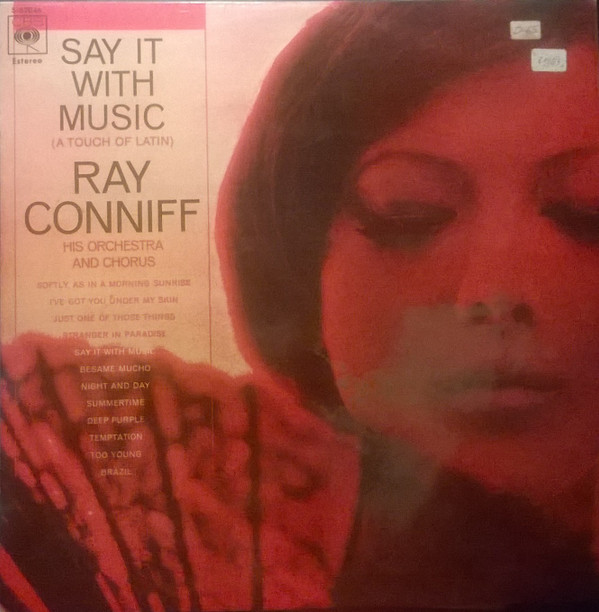 Estereo
SAY IT
WITH
MUSIC
(A TOUCH OF LATIN)
RAY
CONNIFF
HIS ORCHESTRA
AND CHORUS
SOFTLY AS IN A MORNING SUNRISE
I'VE GOT YOU UNDER MY SKIN
JUST ONE OF THOSE THINGS
STRANGER IN PARADISE
SAY IT WITH MUSIC
BESAME MUCHO
NIGHT AND DAY
SUMMERTIME
DEEP PURPLE
TEMPTATION
TOO YOUNG
BRAZIL